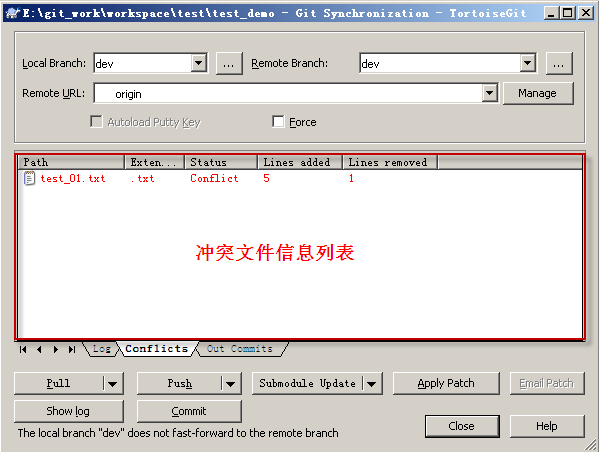 E:\git_work\workspace\test\test_demo - Git Synchronization - TortoiseGit
Local Branch: dev ... Remote Branch: dev ...
Remote URL: origin Manage
Autoload Putty Key Force
Path Exten... Status Lines added Lines removed
test_01.txt .txt Conflict 5 1
冲突文件信息列表
Log Conflicts Out Commits
Pull Push Submodule Update Apply Patch Email Patch
Show log Commit
Close Help
The local branch "dev" does not fast-forward to the remote branch